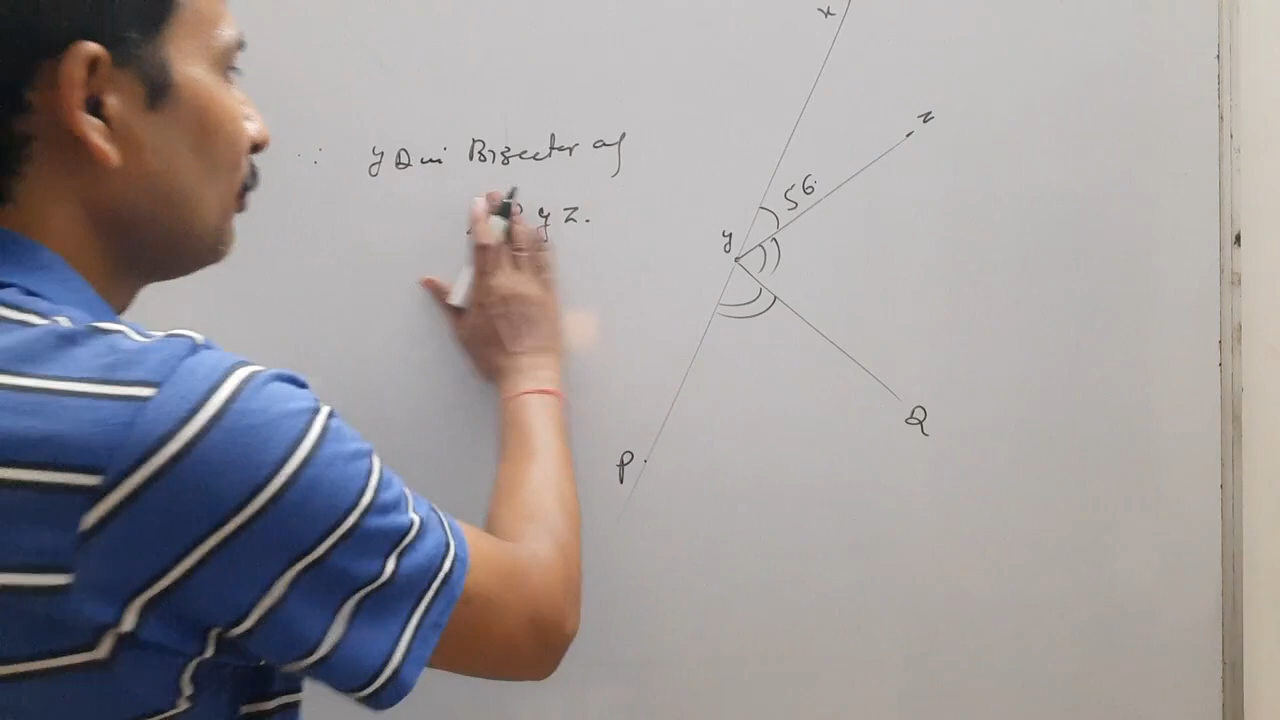 ∵ YQ is Bisector of
P Y Z.
X
Z
56
Y
P
Q